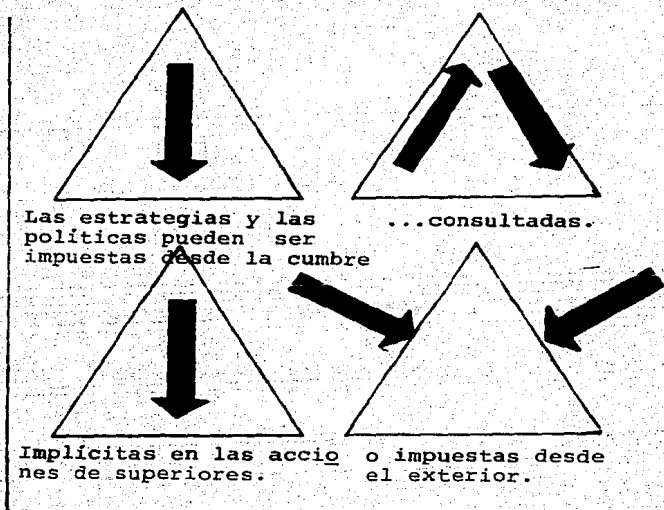 Las estrategias y las
políticas pueden ser
impuestas desde la cumbre
...consultadas.
Implícitas en las accio
nes de superiores.
o impuestas desde
el exterior.